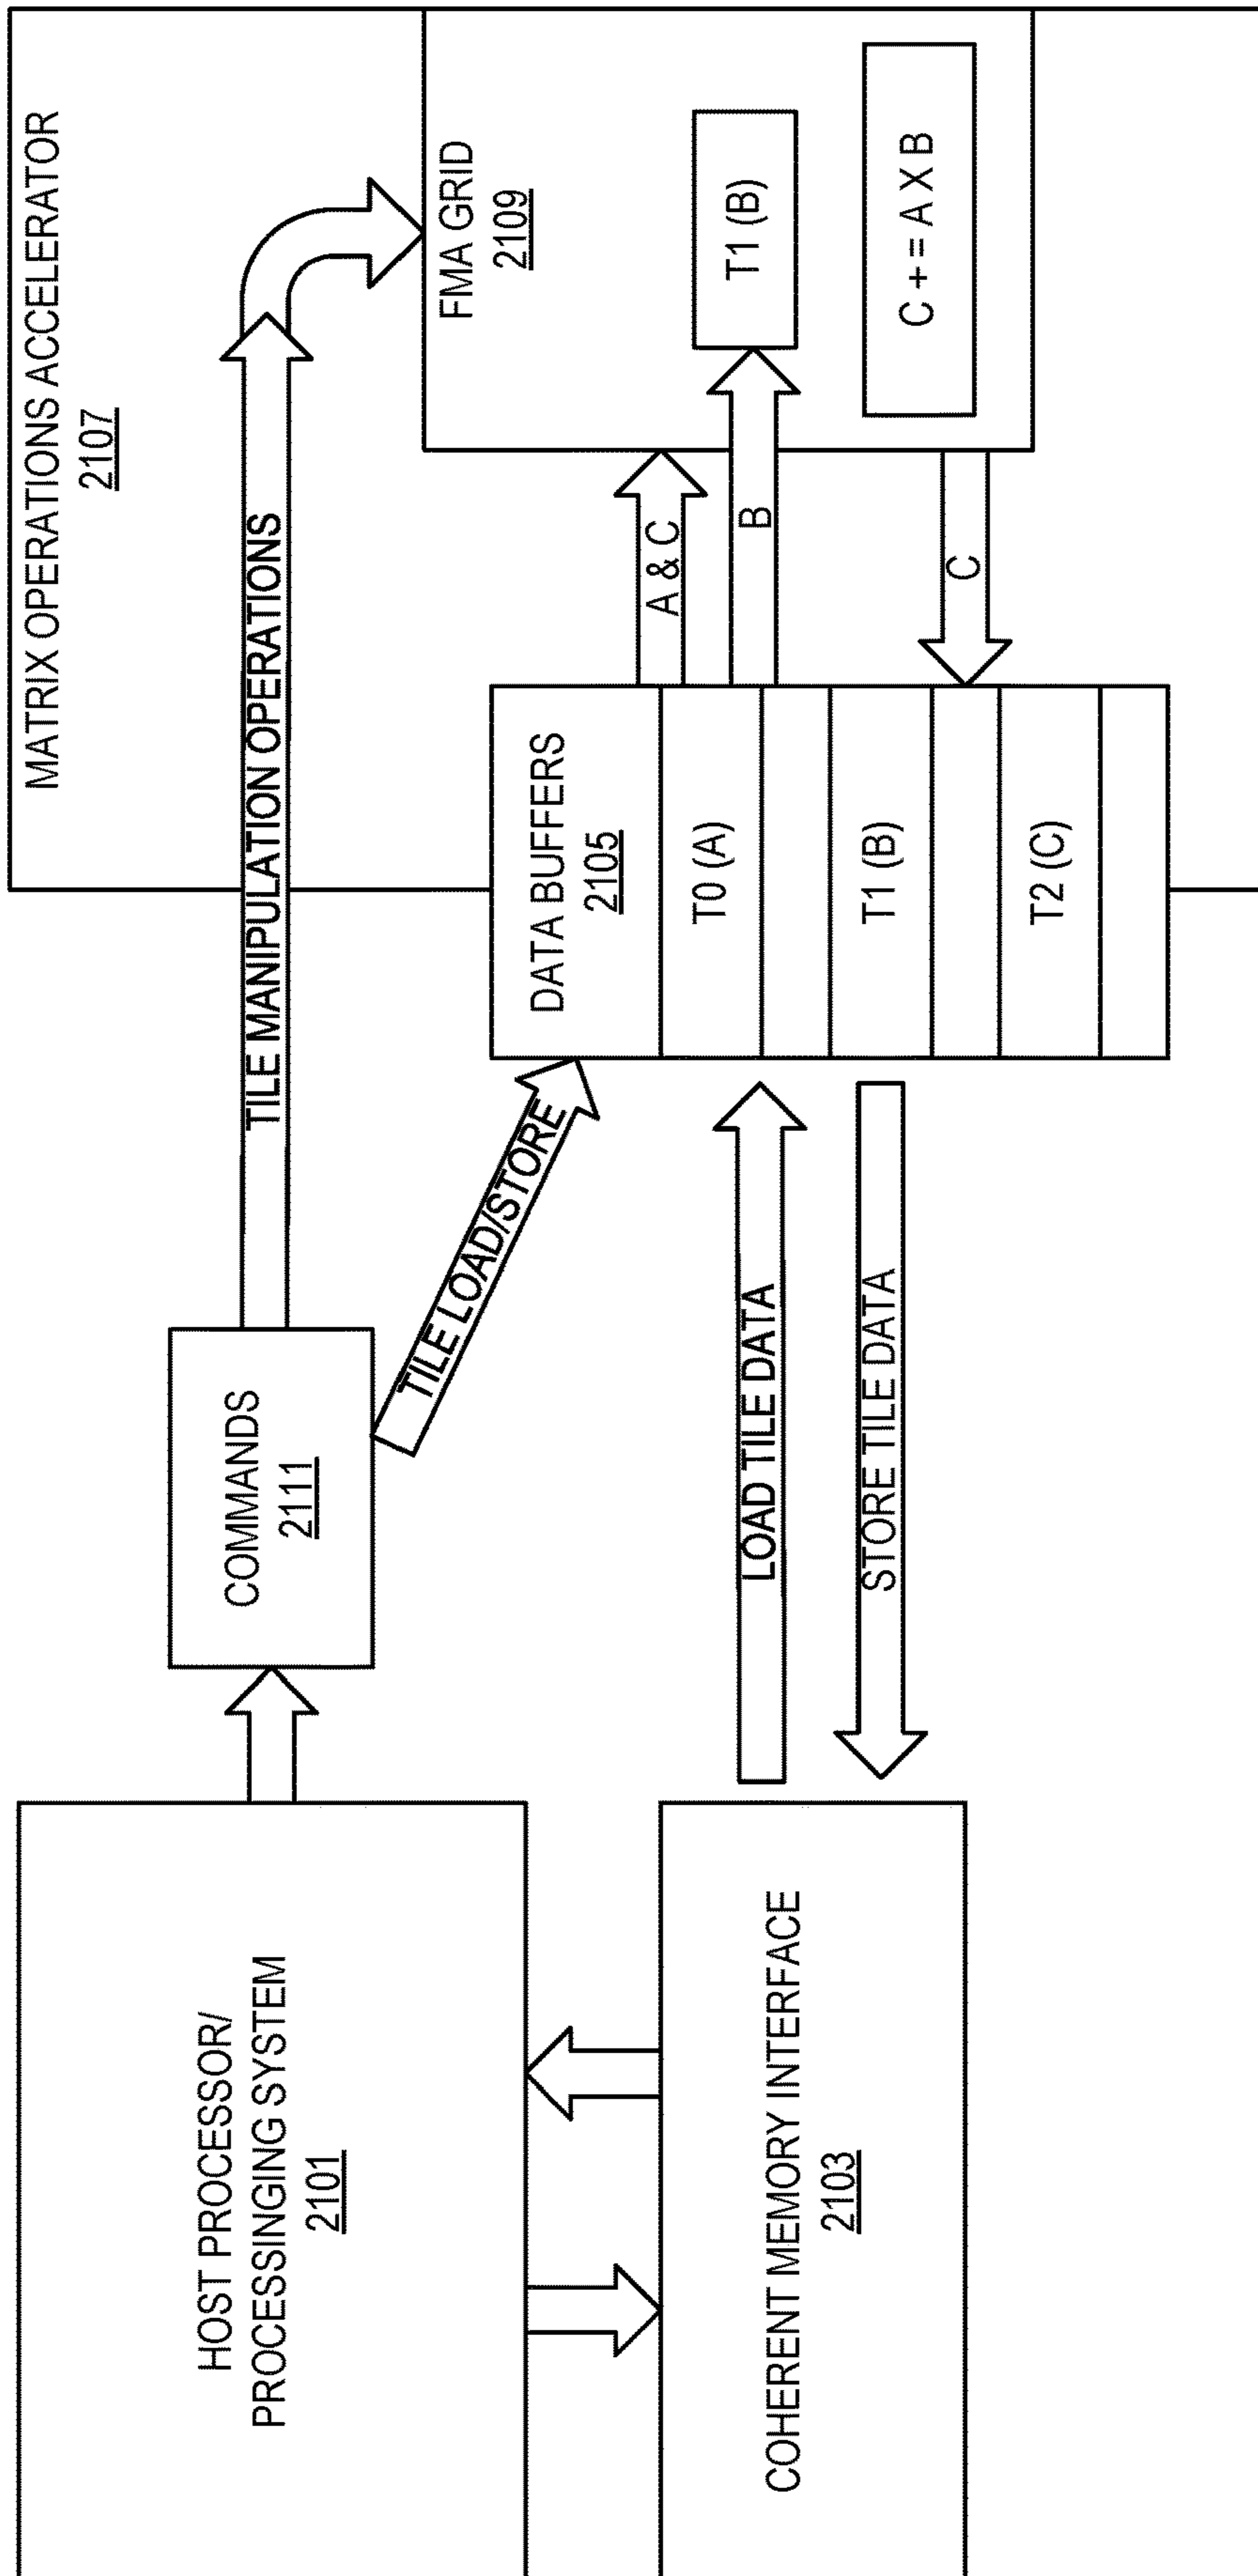 HOST PROCESSOR/
PROCESSINGING SYSTEM
2101
COHERENT MEMORY INTERFACE
2103
COMMANDS
2111
TILE MANIPULATION OPERATIONS
TILE LOAD/STORE
LOAD TILE DATA
STORE TILE DATA
MATRIX OPERATIONS ACCELERATOR
2107
DATA BUFFERS
2105
T0 (A)
T1 (B)
T2 (C)
A & C
B
C
FMA GRID
2109
T1 (B)
C + = A X B